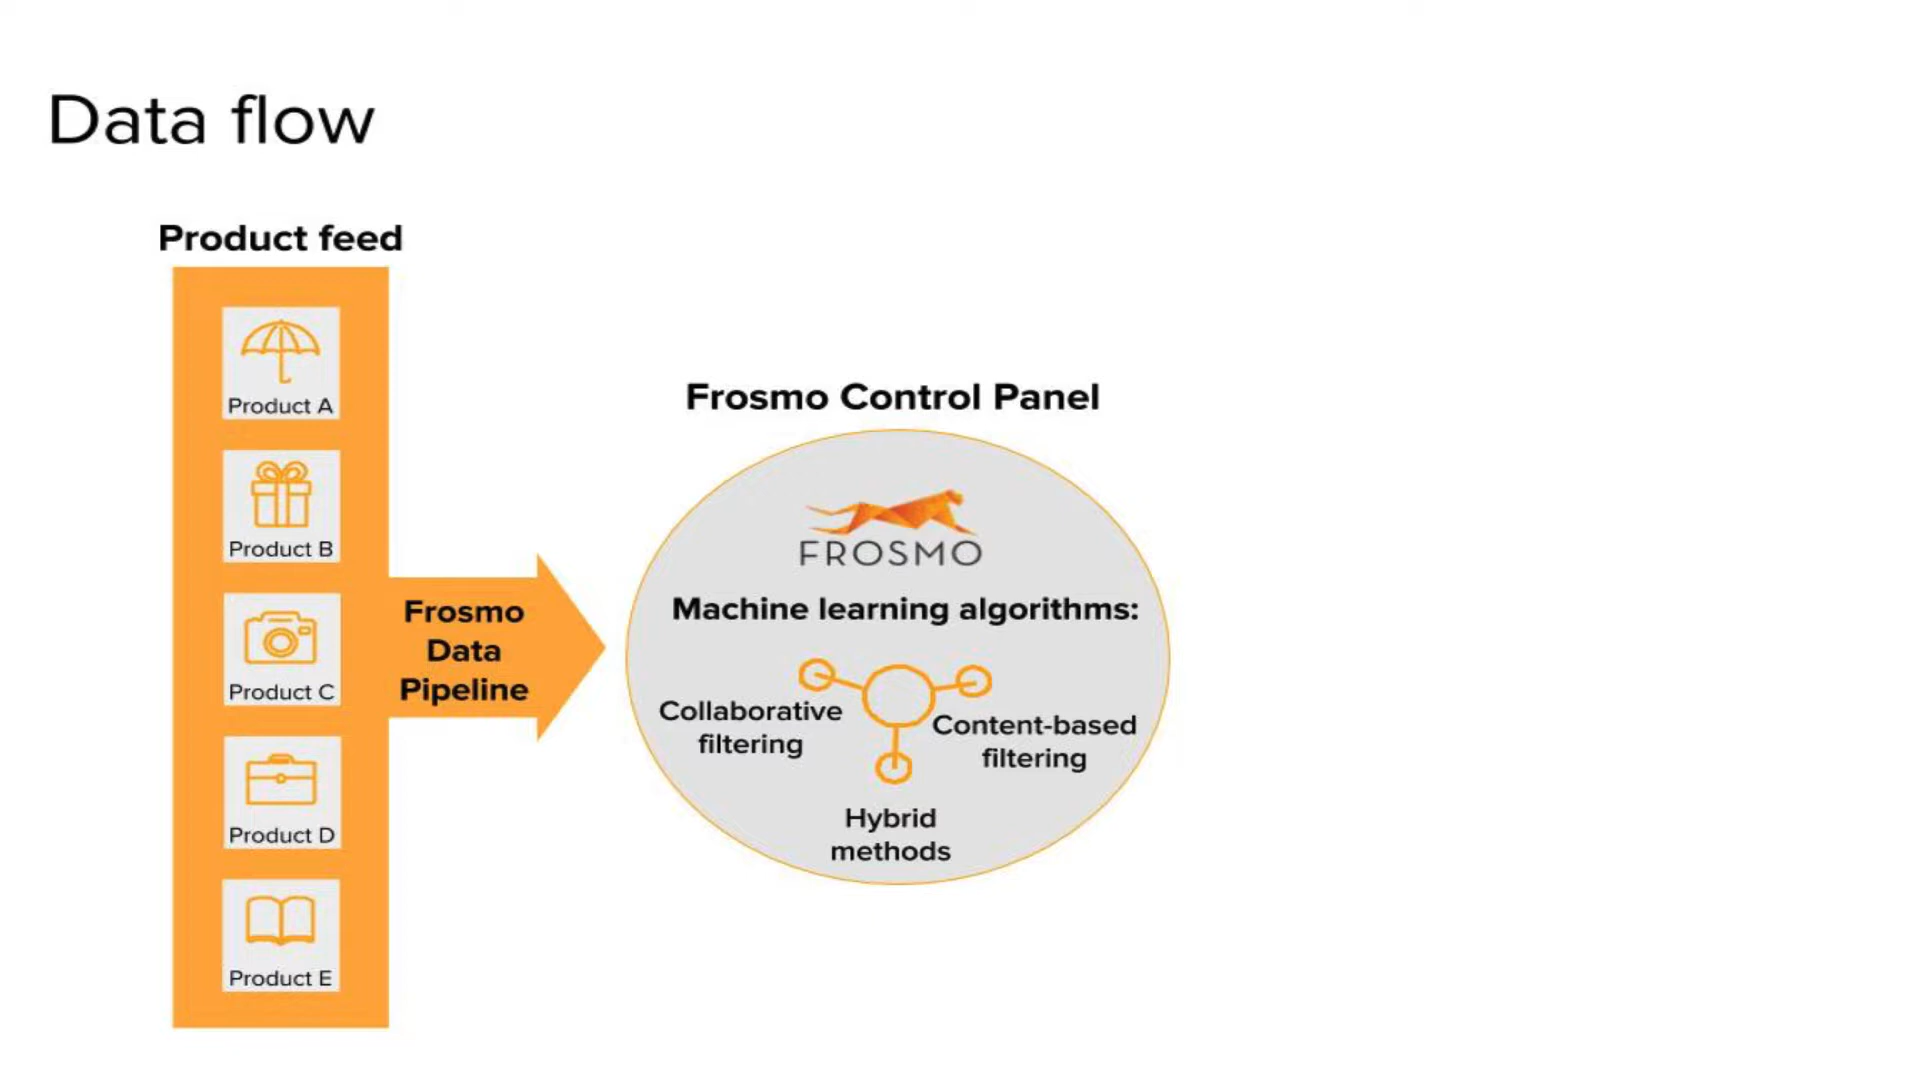 Data flow
Product feed
Product A
Product B
Product C
Product D
Product E
Frosmo
Data
Pipeline
Frosmo Control Panel
FROSMO
Machine learning algorithms:
Collaborative
filtering
Content-based
filtering
Hybrid
methods